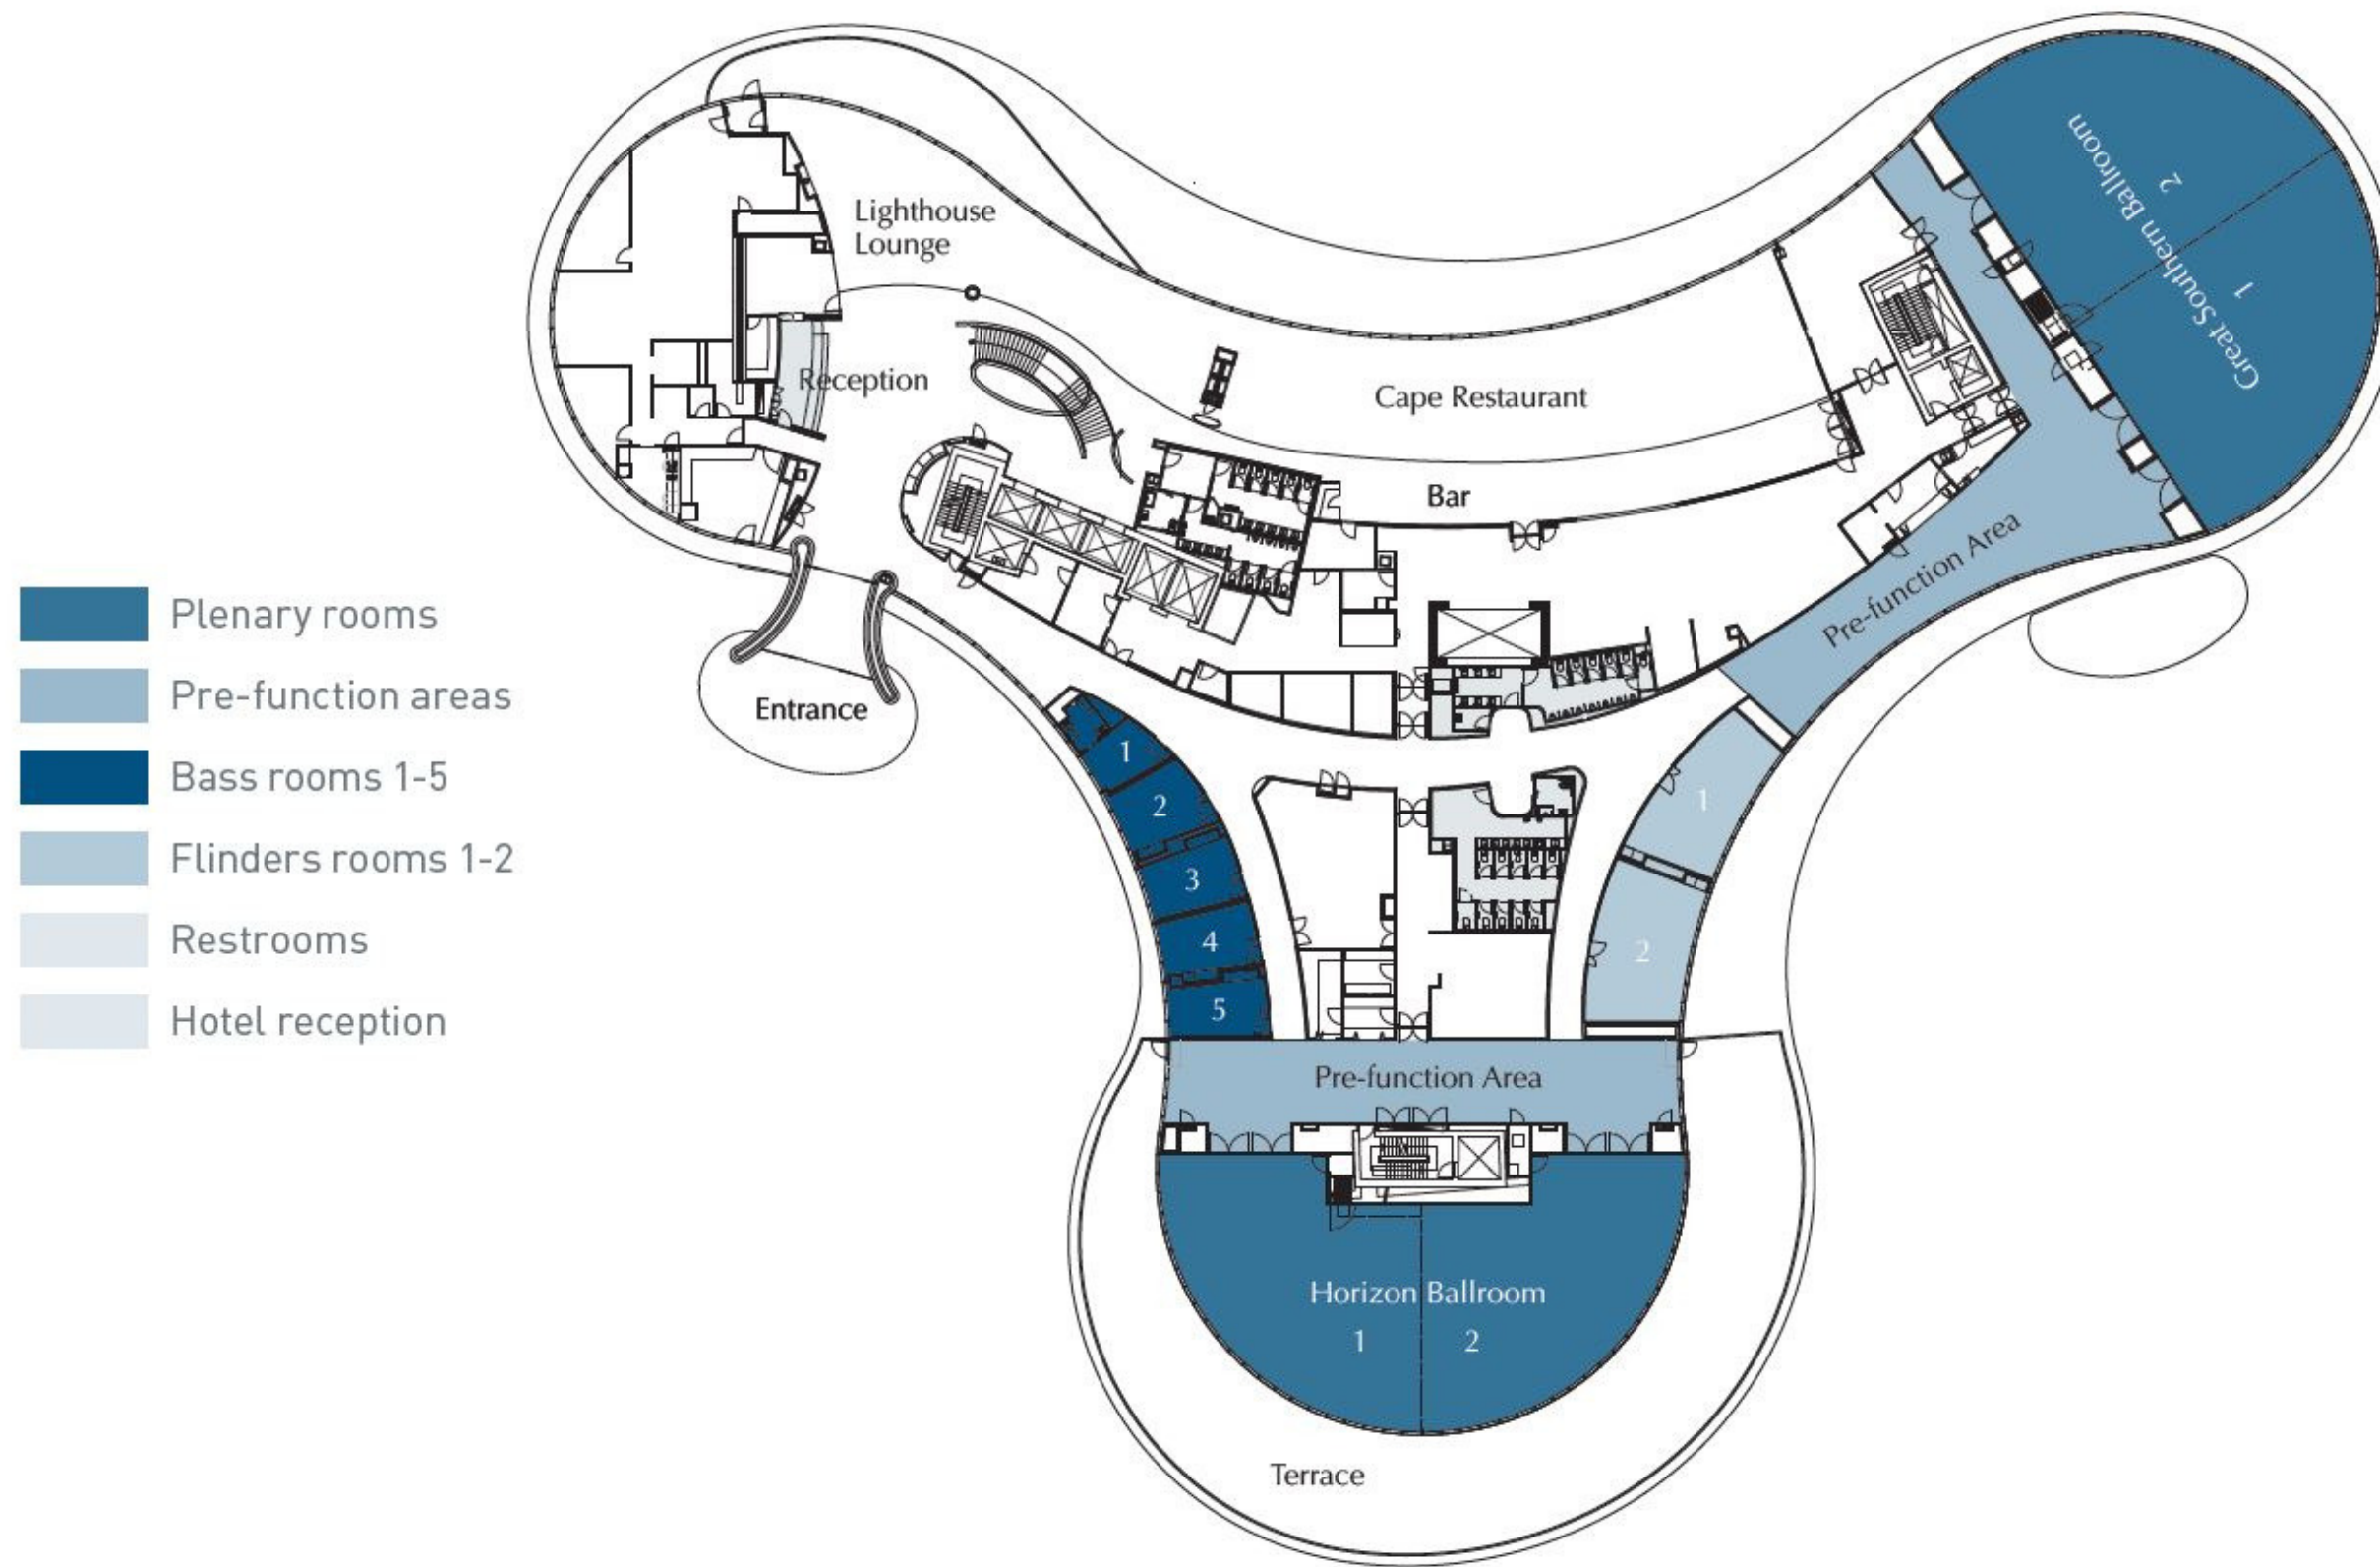 Plenary rooms
Pre-function areas
Bass rooms 1-5
Flinders rooms 1-2
Restrooms
Hotel reception
Lighthouse
Lounge
Reception
Entrance
Cape Restaurant
Bar
Great Southern Ballroom
2
1
Pre-function Area
1
2
3
4
5
1
2
Pre-function Area
Horizon Ballroom
1
2
Terrace